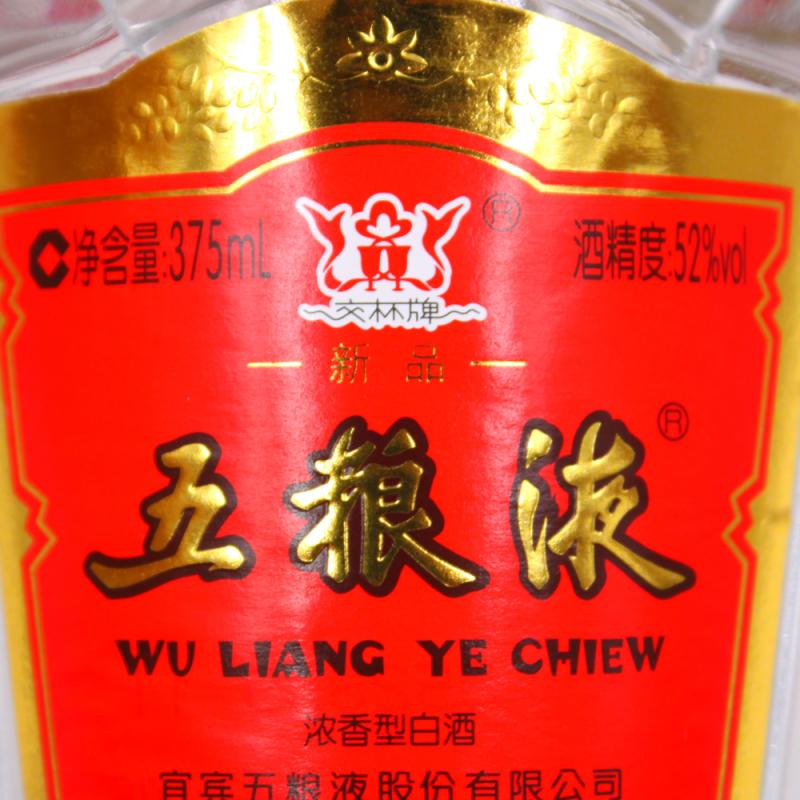 净含量:375mL
酒精度:52%vol
®
交杯牌
新品
五粮液®
WU LIANG YE CHIEW
浓香型白酒
宜宾五粮液股份有限公司